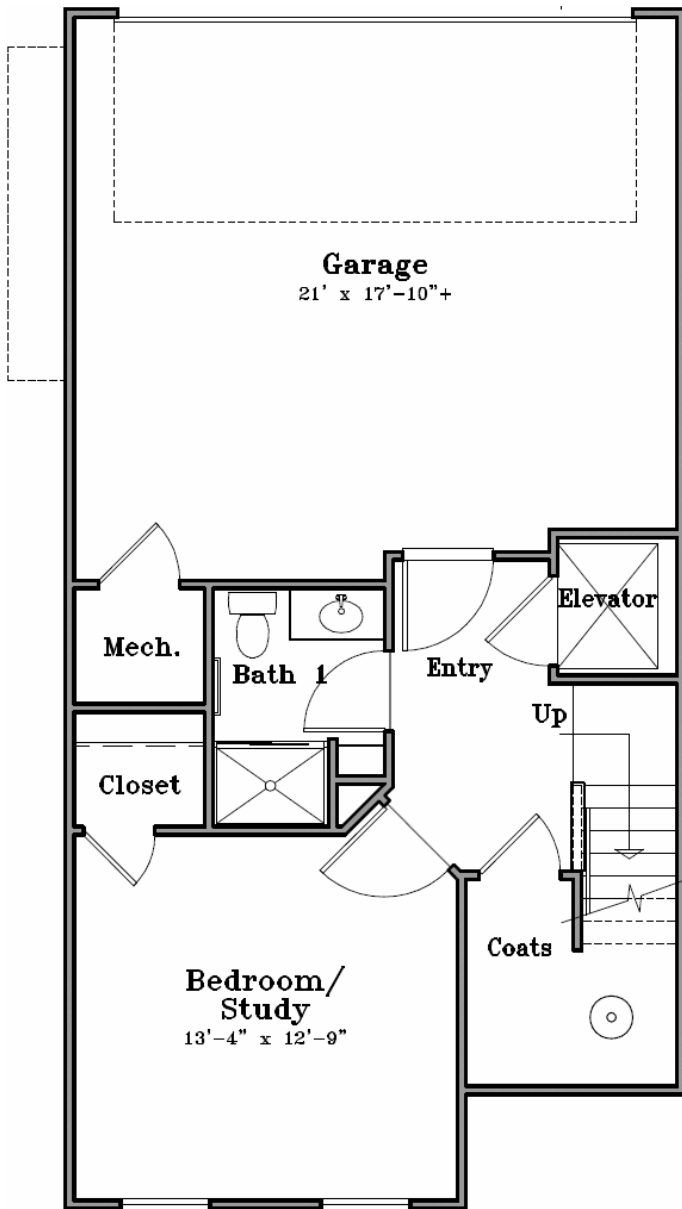 Garage
21' x 17'-10"+
Elevator
Mech.
Bath 1
Entry
Up
Closet
Coats
Bedroom/
Study
13'-4" x 12'-9"